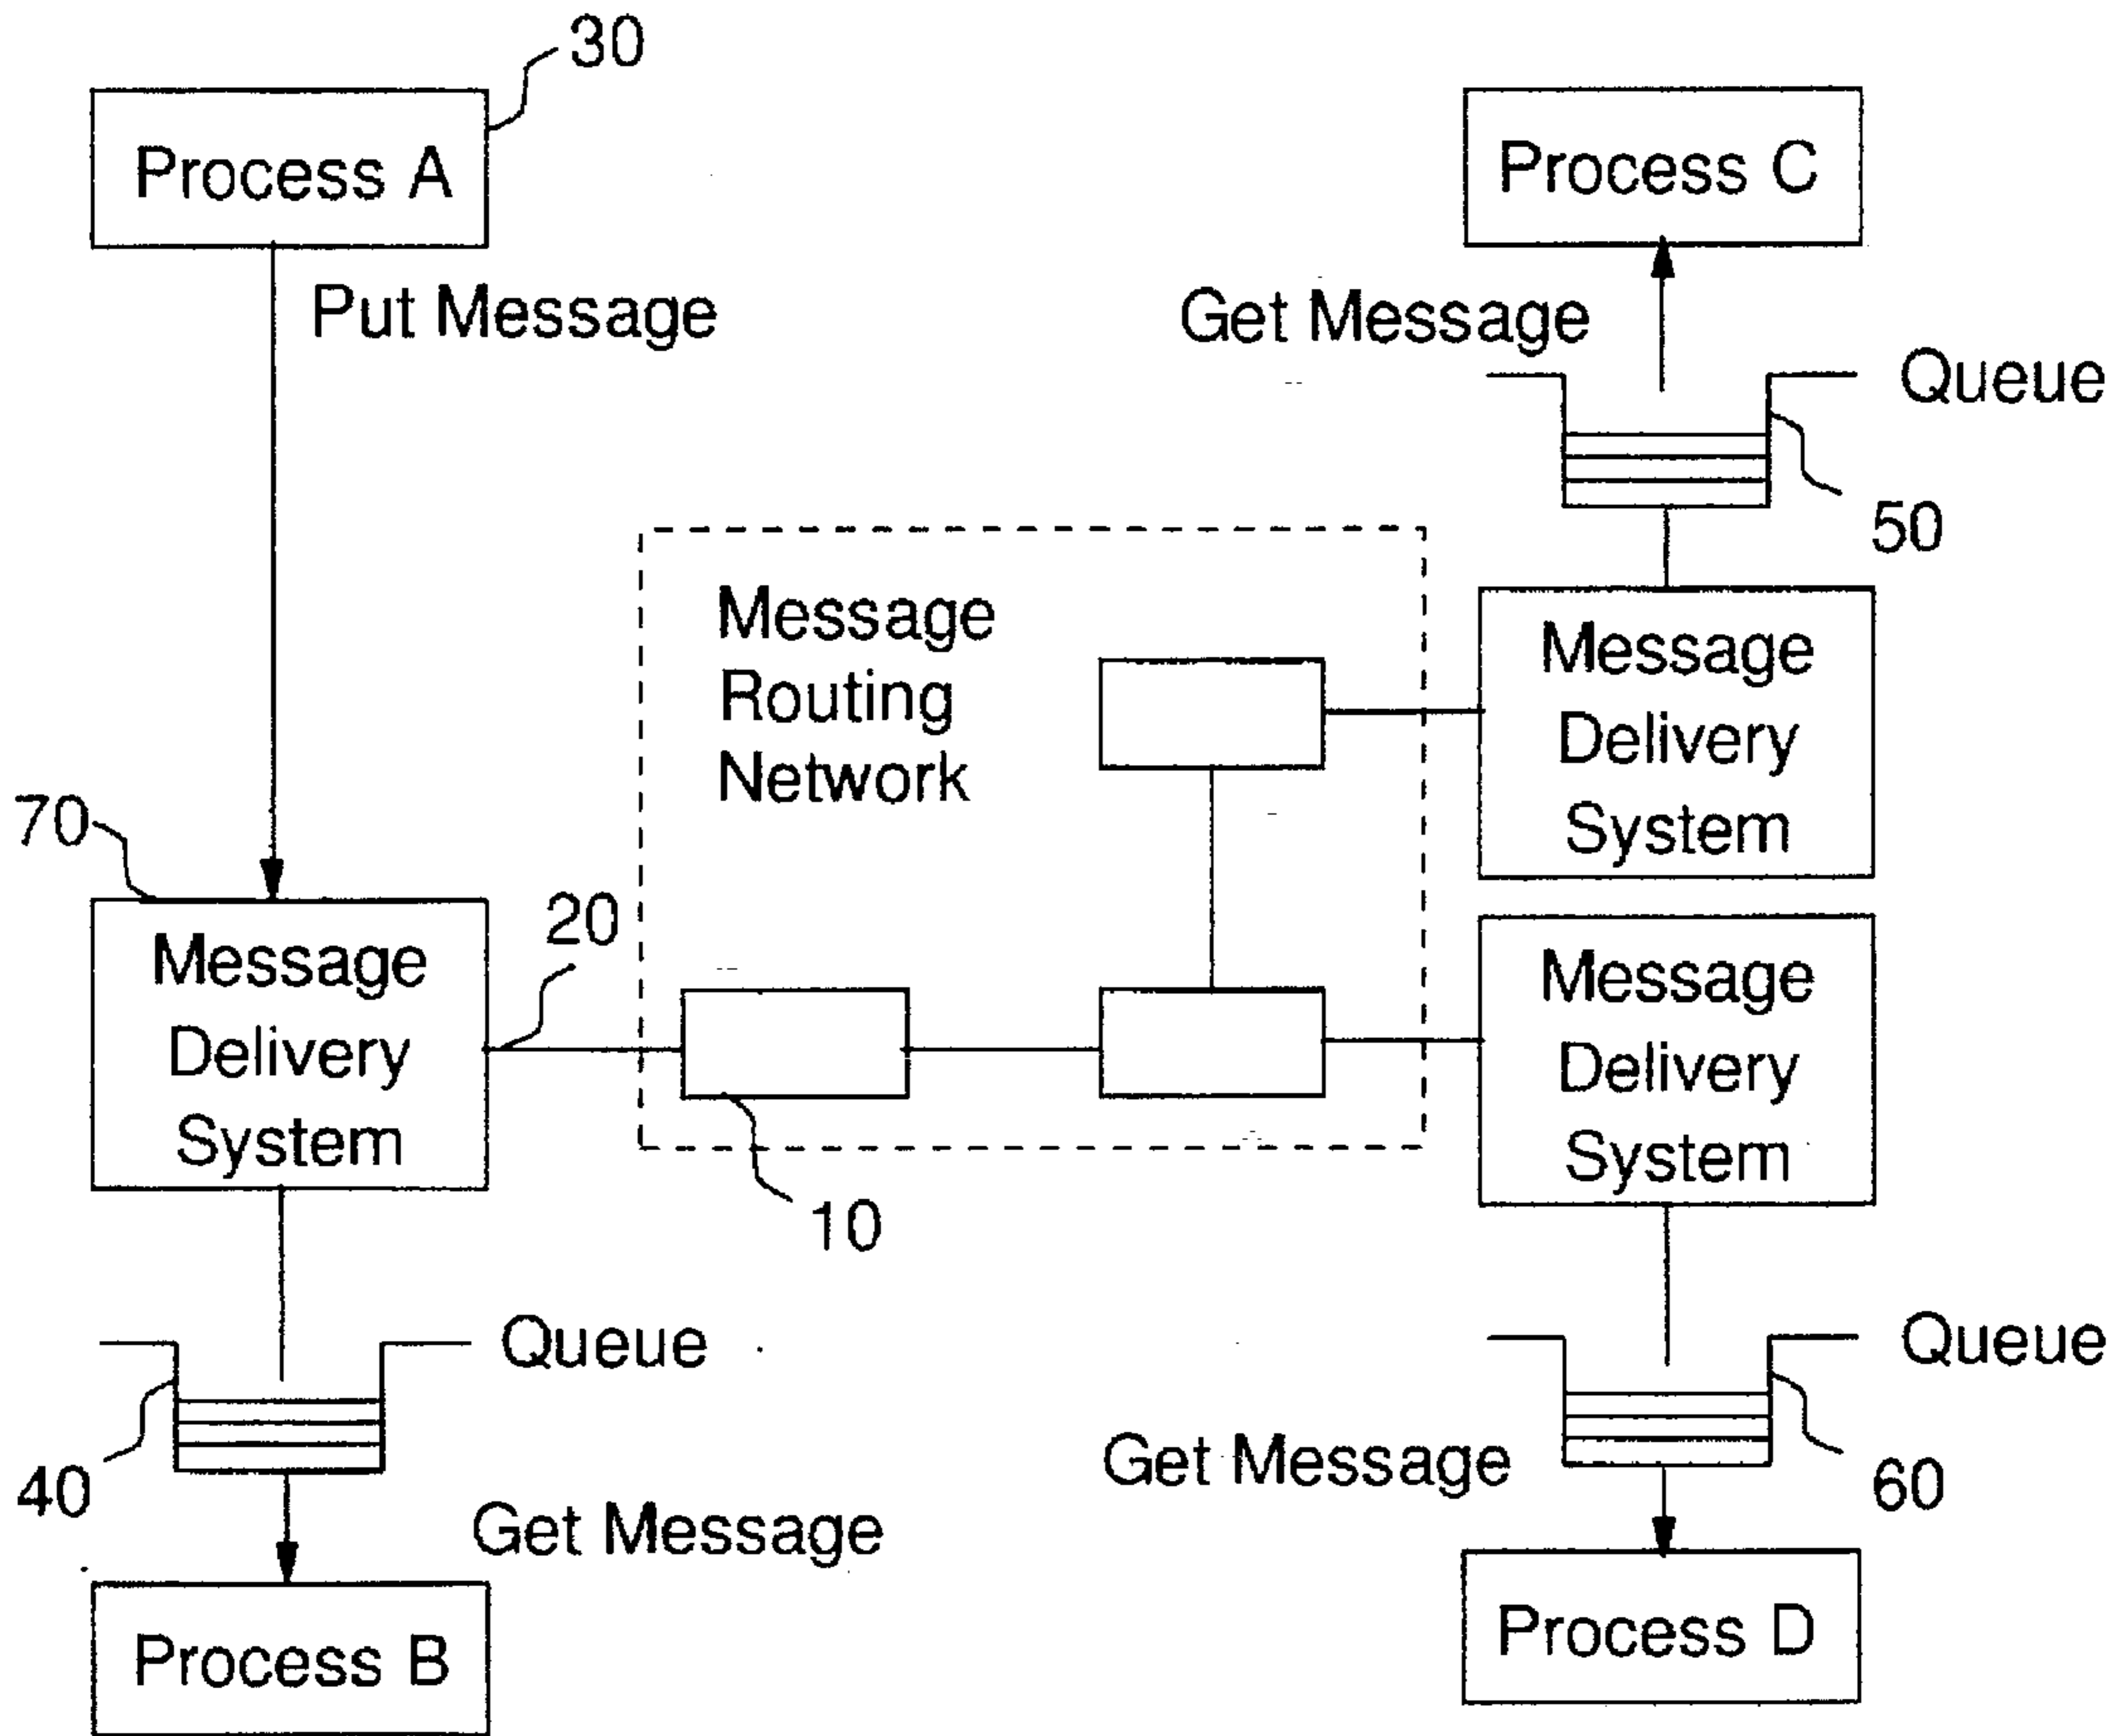 30
Process A
Process C
Put Message
Get Message
Queue
50
Message
Routing
Network
Message
Delivery
System
70
20
Message
Delivery
System
Message
Delivery
System
10
Queue
Queue
40
Get Message
60
Get Message
Process B
Process D